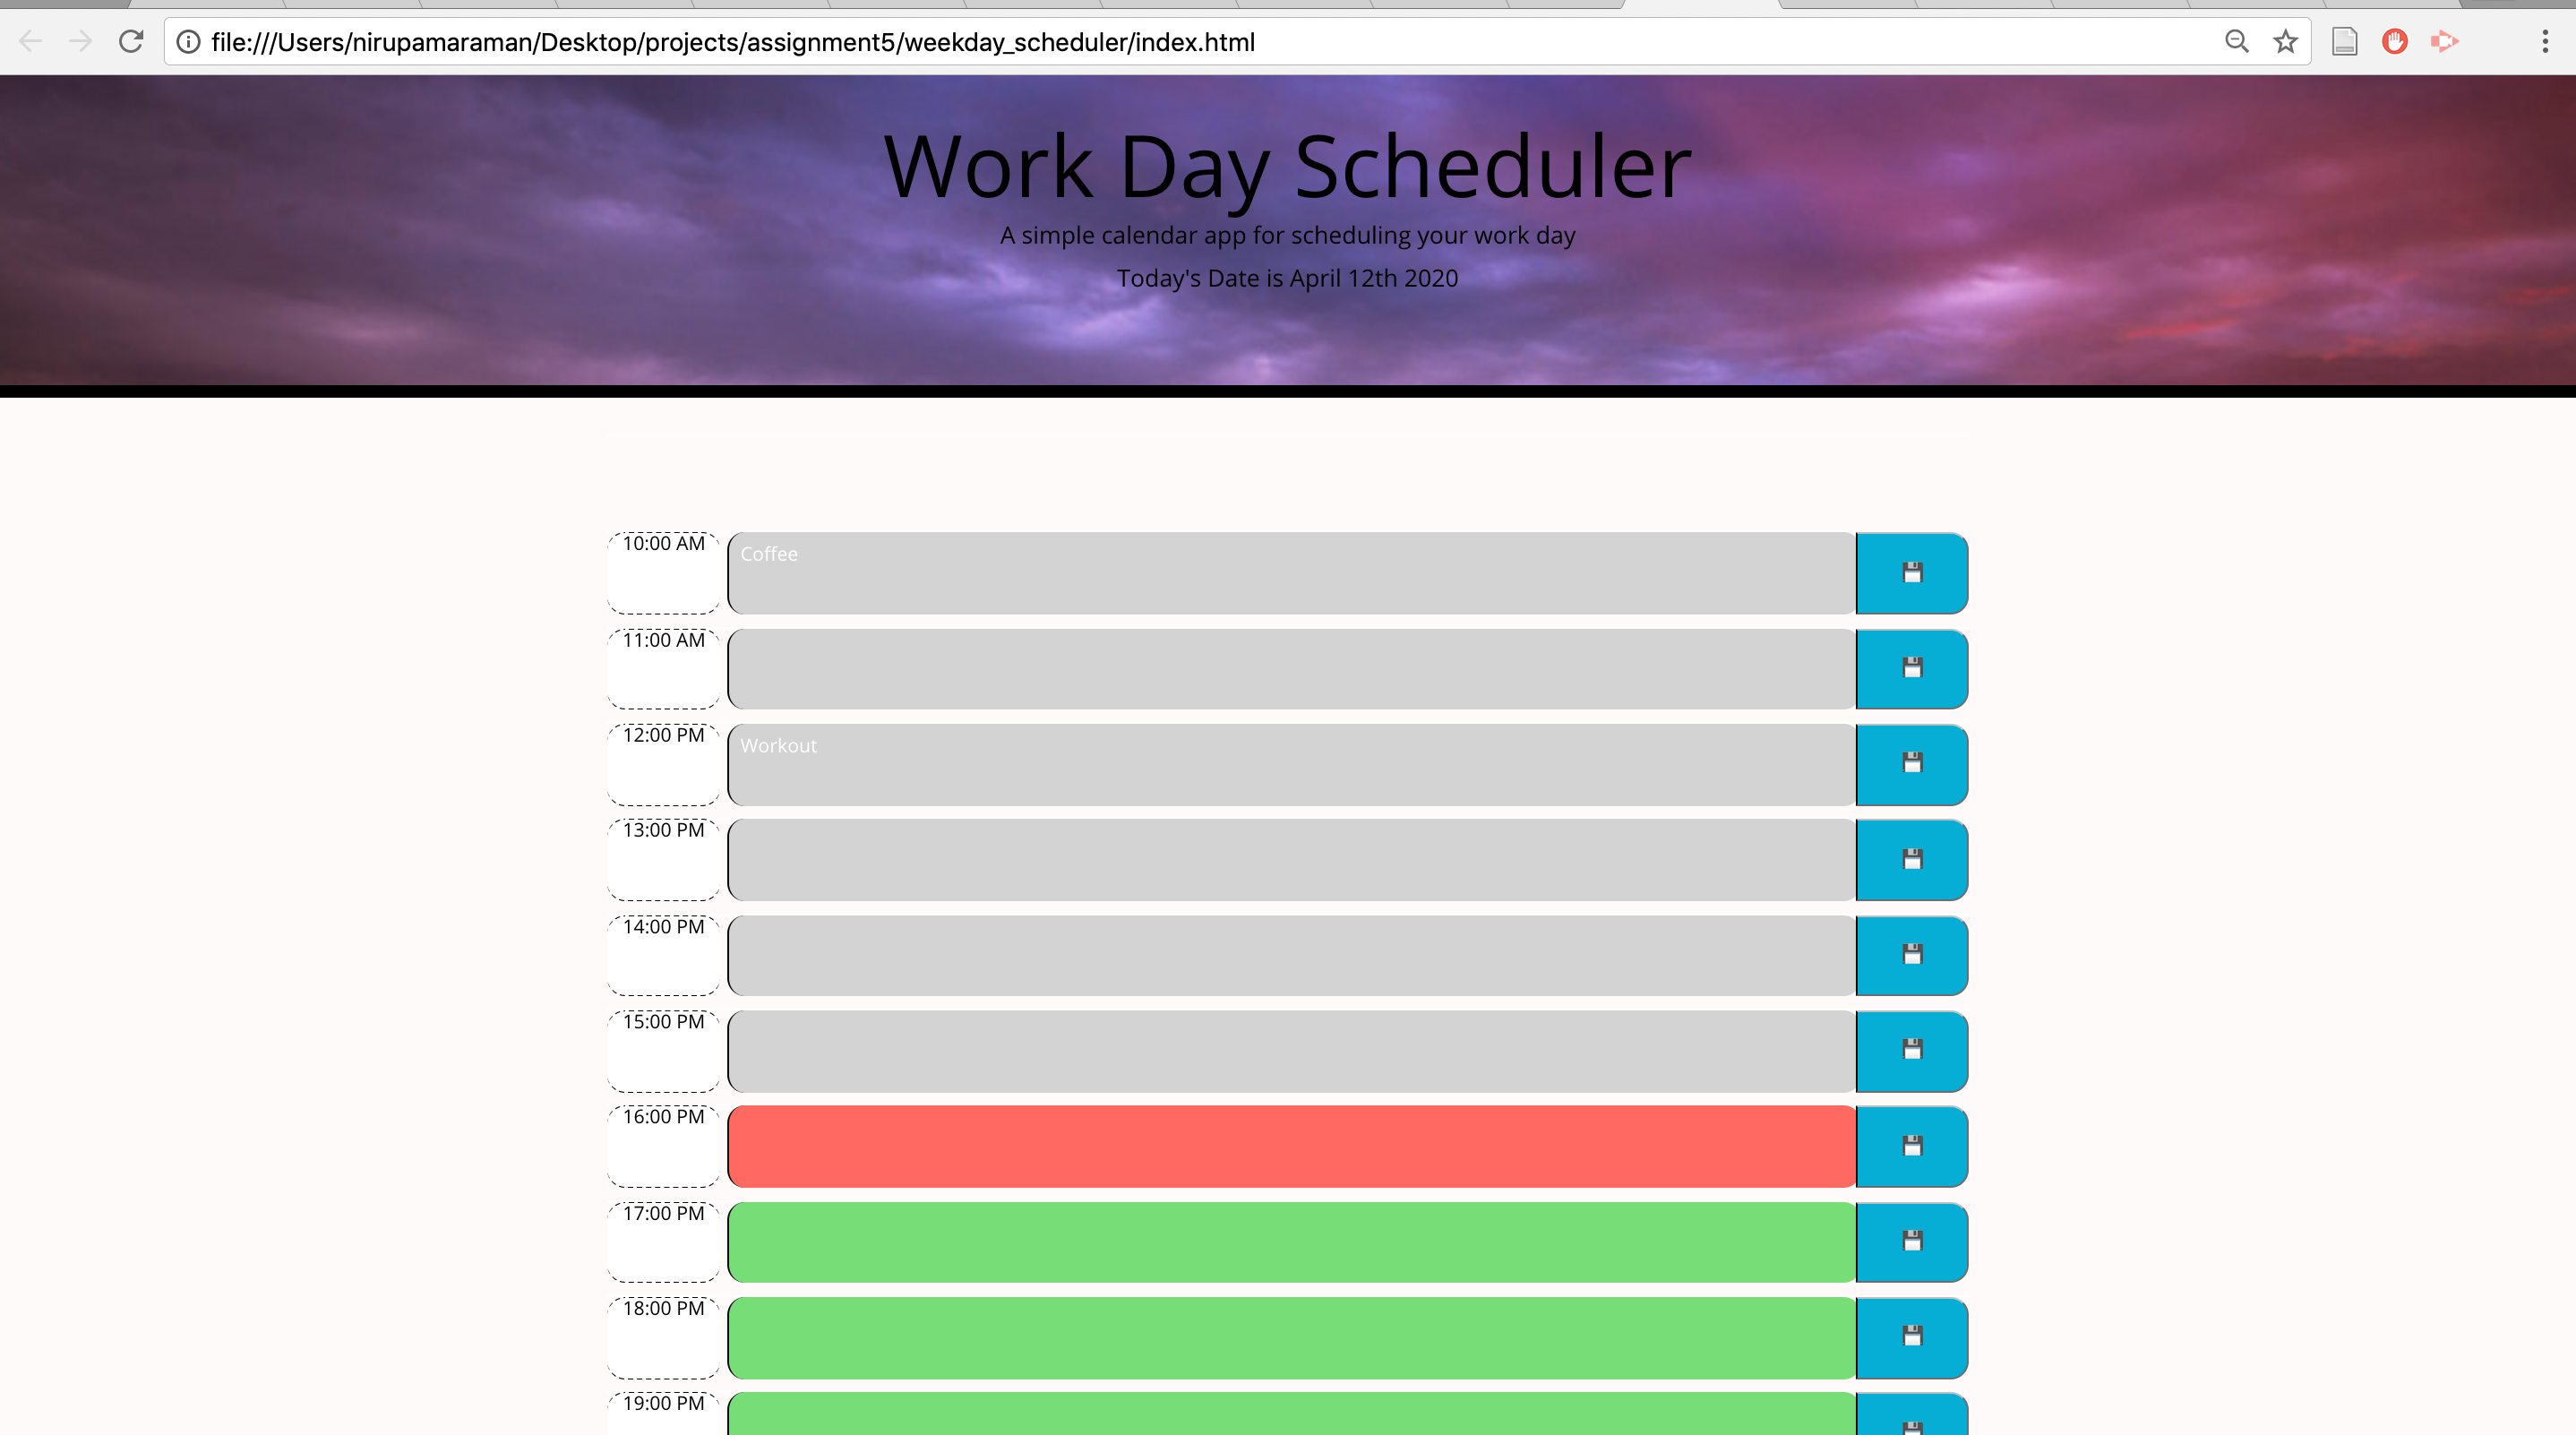 file:///Users/nirupamaraman/Desktop/projects/assignment5/weekday_scheduler/index.html
Work Day Scheduler
A simple calendar app for scheduling your work day
Today's Date is April 12th 2020
10:00 AM
Coffee
11:00 AM
12:00 PM
Workout
13:00 PM
14:00 PM
15:00 PM
16:00 PM
17:00 PM
18:00 PM
19:00 PM